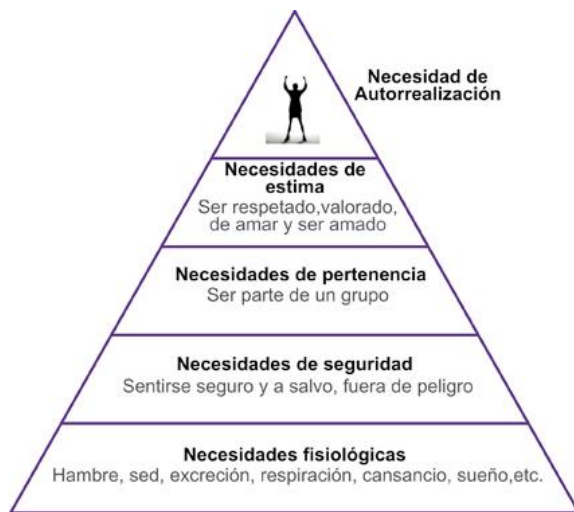 Necesidad de
Autorrealización
Necesidades de
estima
Ser respetado,valorado,
de amar y ser amado
Necesidades de pertenencia
Ser parte de un grupo
Necesidades de seguridad
Sentirse seguro y a salvo, fuera de peligro
Necesidades fisiológicas
Hambre, sed, excreción, respiración, cansancio, sueño,etc.